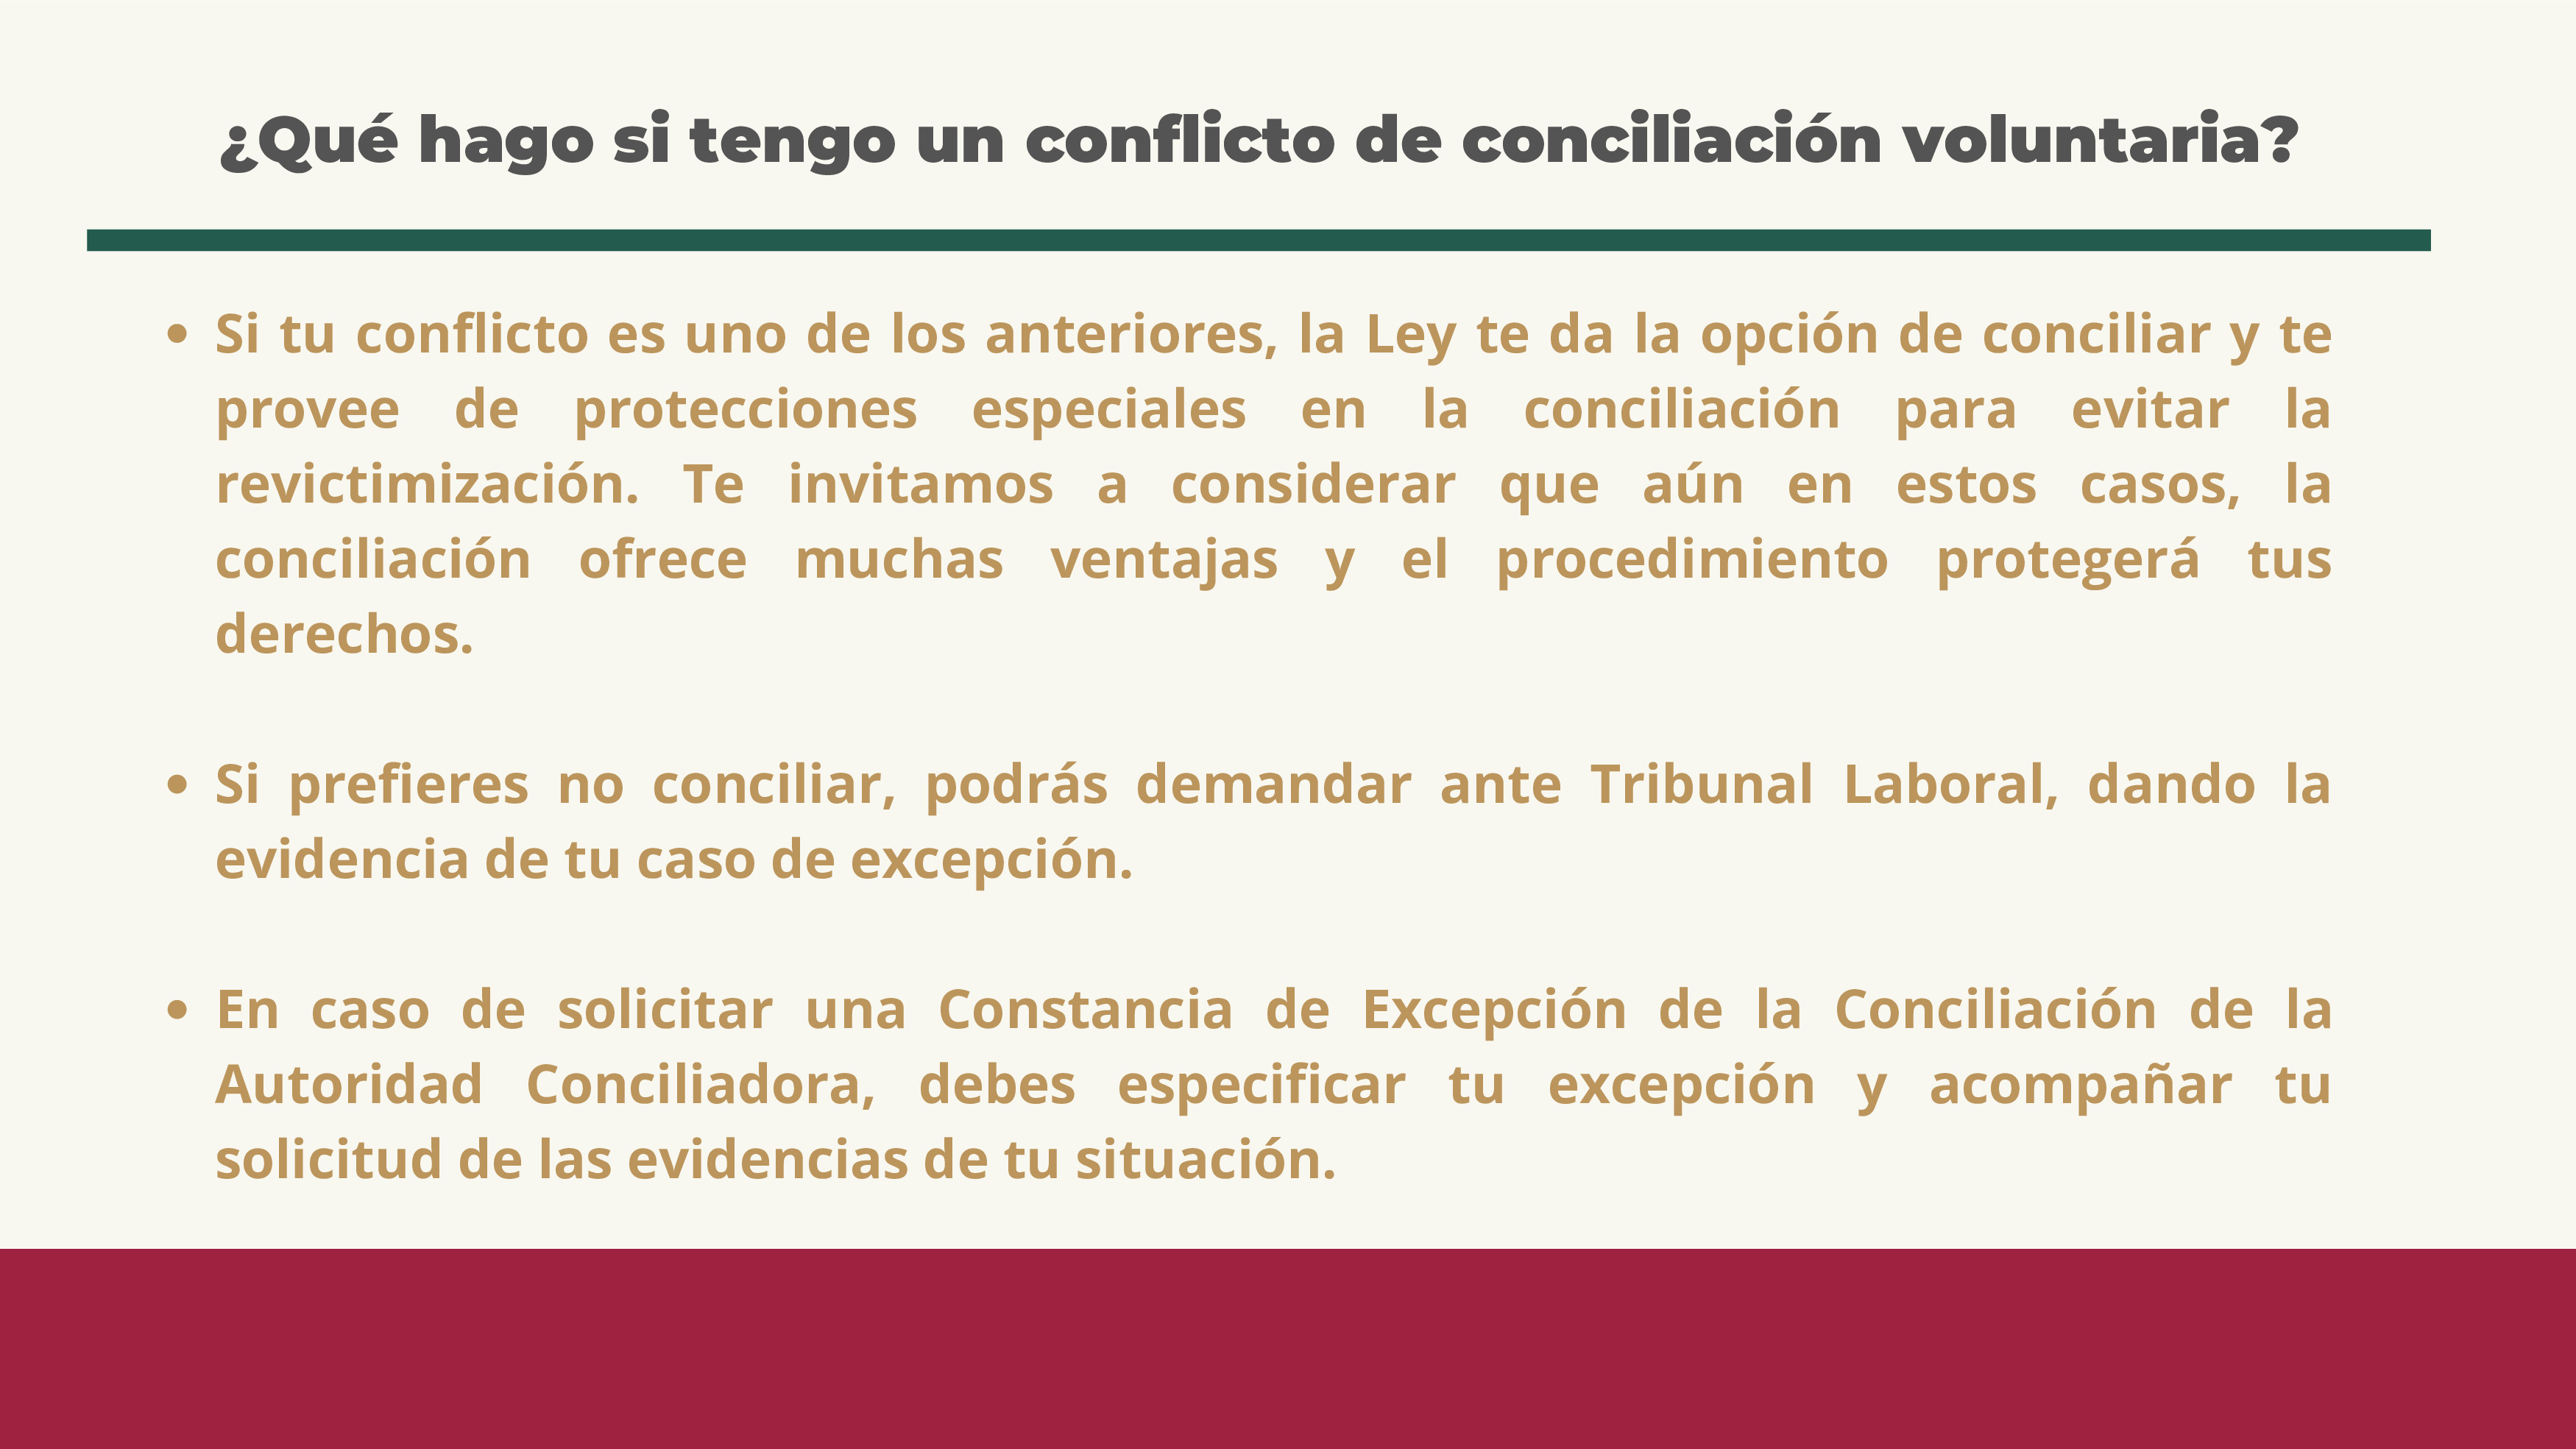 ¿Qué hago si tengo un conflicto de conciliación voluntaria?
• Si tu conflicto es uno de los anteriores, la Ley te da la opción de conciliar y te
provee de protecciones especiales en la conciliación para evitar la
revictimización. Te invitamos a considerar que aún en estos casos, la
conciliación ofrece muchas ventajas y el procedimiento protegerá tus
derechos.
• Si prefieres no conciliar, podrás demandar ante Tribunal Laboral, dando la
evidencia de tu caso de excepción.
• En caso de solicitar una Constancia de Excepción de la Conciliación de la
Autoridad Conciliadora, debes especificar tu excepción y acompañar tu
solicitud de las evidencias de tu situación.